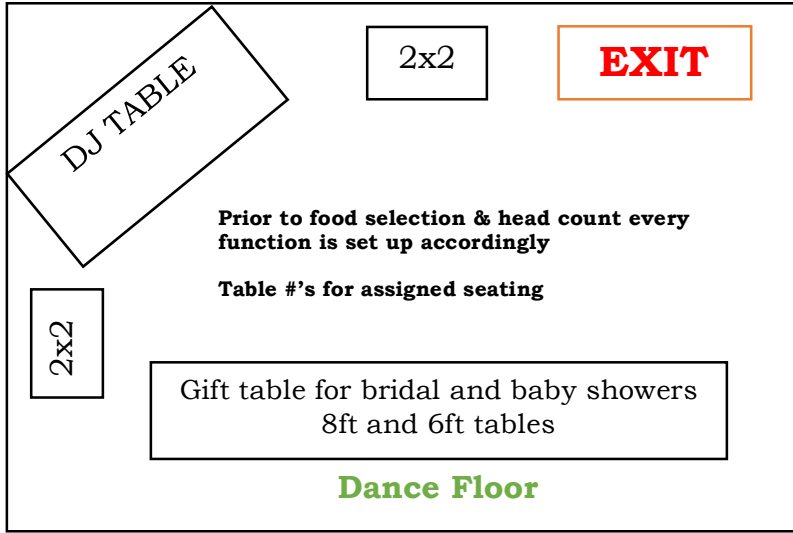 DJ TABLE
2x2
EXIT
Prior to food selection & head count every
function is set up accordingly
Table #’s for assigned seating
2x2
Gift table for bridal and baby showers
8ft and 6ft tables
Dance Floor